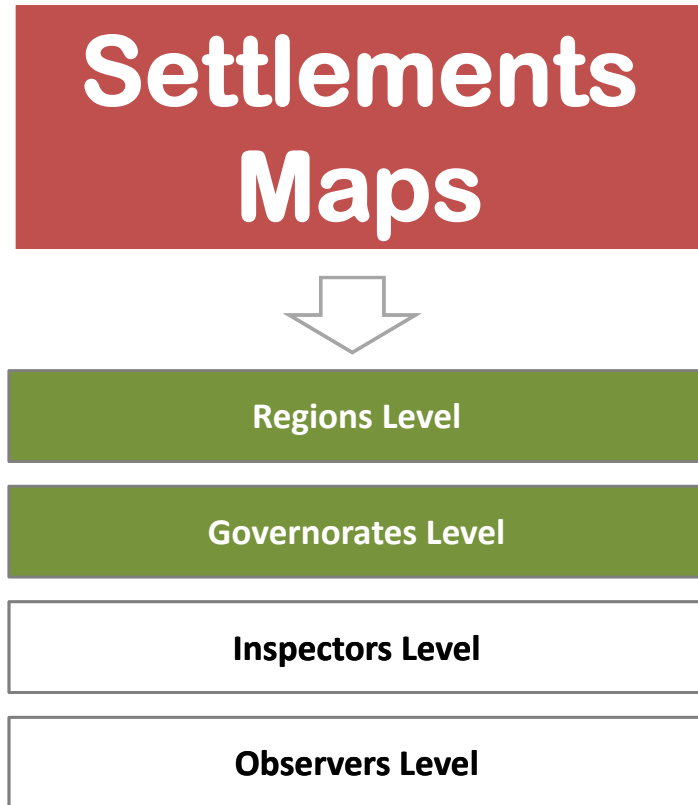 Settlements
Maps
Regions Level
Governorates Level
Inspectors Level
Observers Level